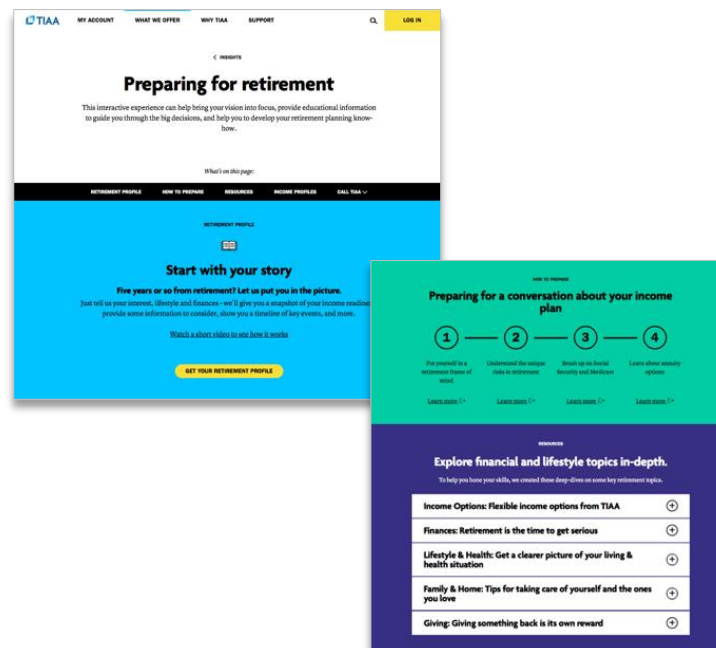 TIAA
MY ACCOUNT WHAT WE OFFER WHY TIAA SUPPORT LOG IN
< INSIGHTS
Preparing for retirement
This interactive experience can help bring your vision into focus, provide educational information
to guide you through the big decisions, and help you to develop your retirement planning know-
how.
What's on this page:
RETIREMENT PROFILE HOW TO PREPARE RESOURCES INCOME PROFILES CALL TIAA
RETIREMENT PROFILE
Start with your story
Five years or so from retirement? Let us put you in the picture.
Just tell us your interest, lifestyle and finances - we'll give you a snapshot of your income readines
provide some information to consider, show you a timeline of key events, and more.
Watch a short video to see how it works
GET YOUR RETIREMENT PROFILE
HOW TO PREPARE
Preparing for a conversation about your income
plan
1 2 3 4
Put yourself in a
retirement frame of
mind
Understand the unique
risks in retirement
Brush up on Social
Security and Medicare
Learn about annuity
options
Learn more Learn more Learn more Learn more
RESOURCES
Explore financial and lifestyle topics in-depth.
To help you hone your skills, we created these deep-dives on some key retirement topics.
Income Options: Flexible income options from TIAA
Finances: Retirement is the time to get serious
Lifestyle & Health: Get a clearer picture of your living &
health situation
Family & Home: Tips for taking care of yourself and the ones
you love
Giving: Giving something back is its own reward